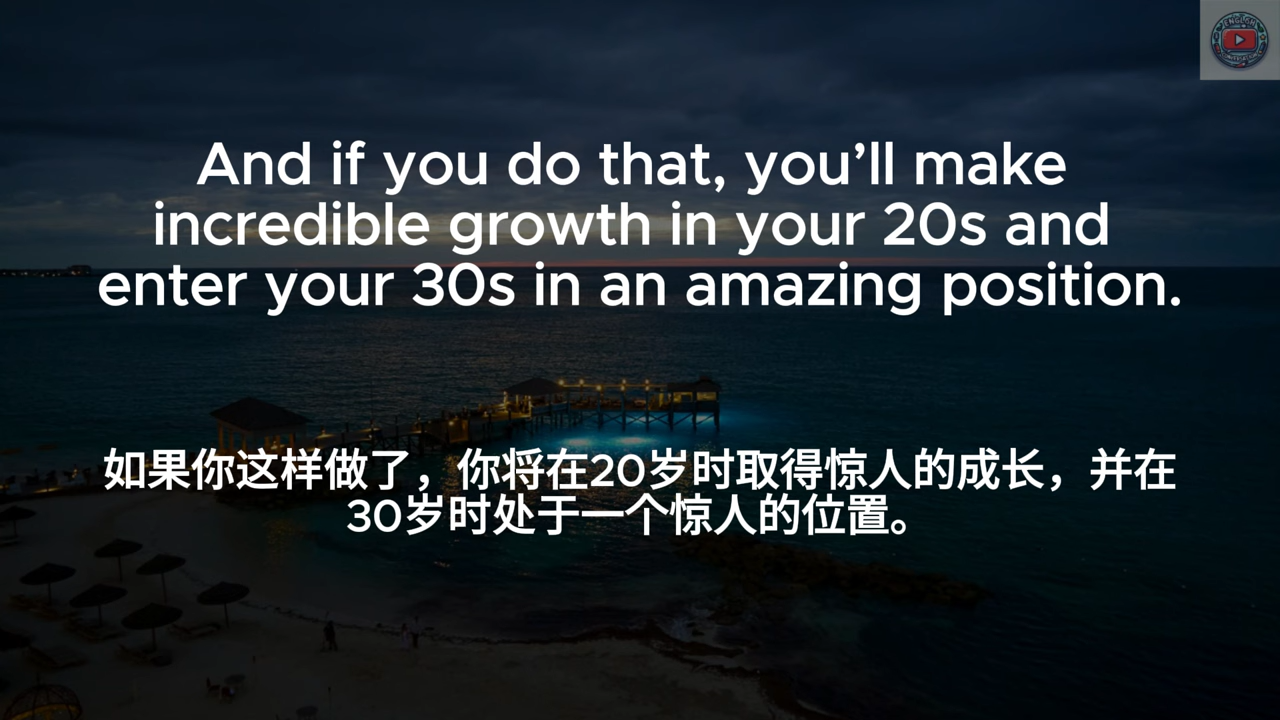 ENGLISH
And if you do that, you’ll make
incredible growth in your 20s and
enter your 30s in an amazing position.
如果你这样做了，你将在20岁时取得惊人的成长，并在
30岁时处于一个惊人的位置。